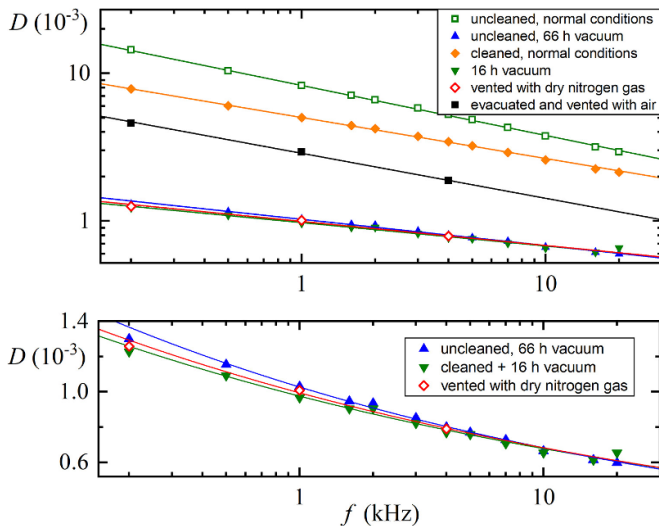 D (10⁻³)
10
1
uncleaned, normal conditions
uncleaned, 66 h vacuum
cleaned, normal conditions
16 h vacuum
vented with dry nitrogen gas
evacuated and vented with air
1 10
1.4
D (10⁻³)
1.0
0.6
uncleaned, 66 h vacuum
cleaned + 16 h vacuum
vented with dry nitrogen gas
1 10
f (kHz)